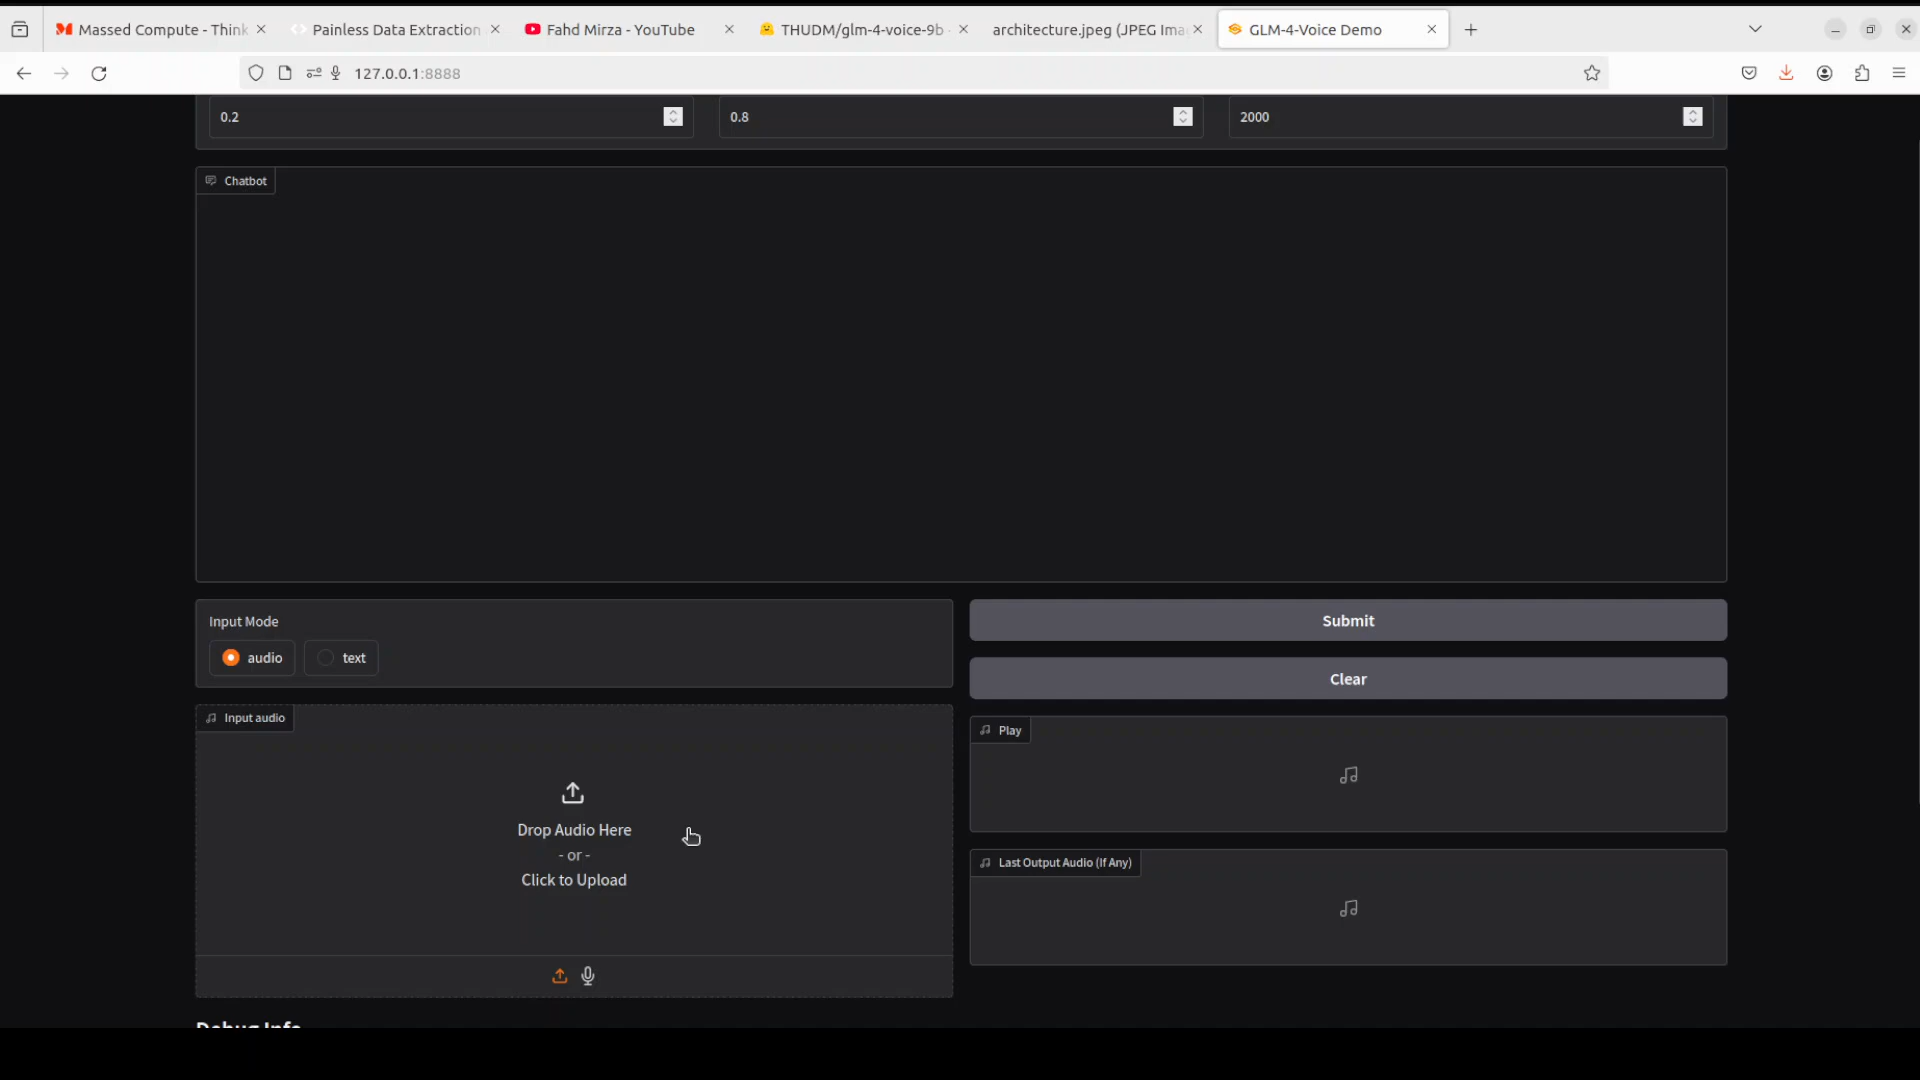 Massed Compute - Think
Painless Data Extraction
Fahd Mirza - YouTube
THUDM/glm-4-voice-9b
architecture.jpeg (JPEG Ima
GLM-4-Voice Demo
127.0.0.1:8888
0.2
0.8
2000
Chatbot
Input Mode
audio
text
Submit
Clear
Input audio
Drop Audio Here
- or -
Click to Upload
Play
Last Output Audio (If Any)
Debug Info